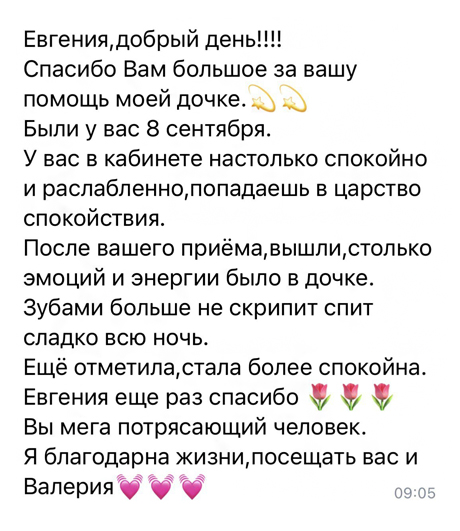 Евгения,добрый день!!!!
Спасибо Вам большое за вашу
помощь моей дочке.💫💫
Были у вас 8 сентября.
У вас в кабинете настолько спокойно
и раслабленно,попадаешь в царство
спокойствия.
После вашего приёма,вышли,столько
эмоций и энергии было в дочке.
Зубами больше не скрипит спит
сладко всю ночь.
Ещё отметила,стала более спокойна.
Евгения еще раз спасибо 🌷🌷🌷
Вы мега потрясающий человек.
Я благодарна жизни,посещать вас и
Валерия💓💓💓
09:05